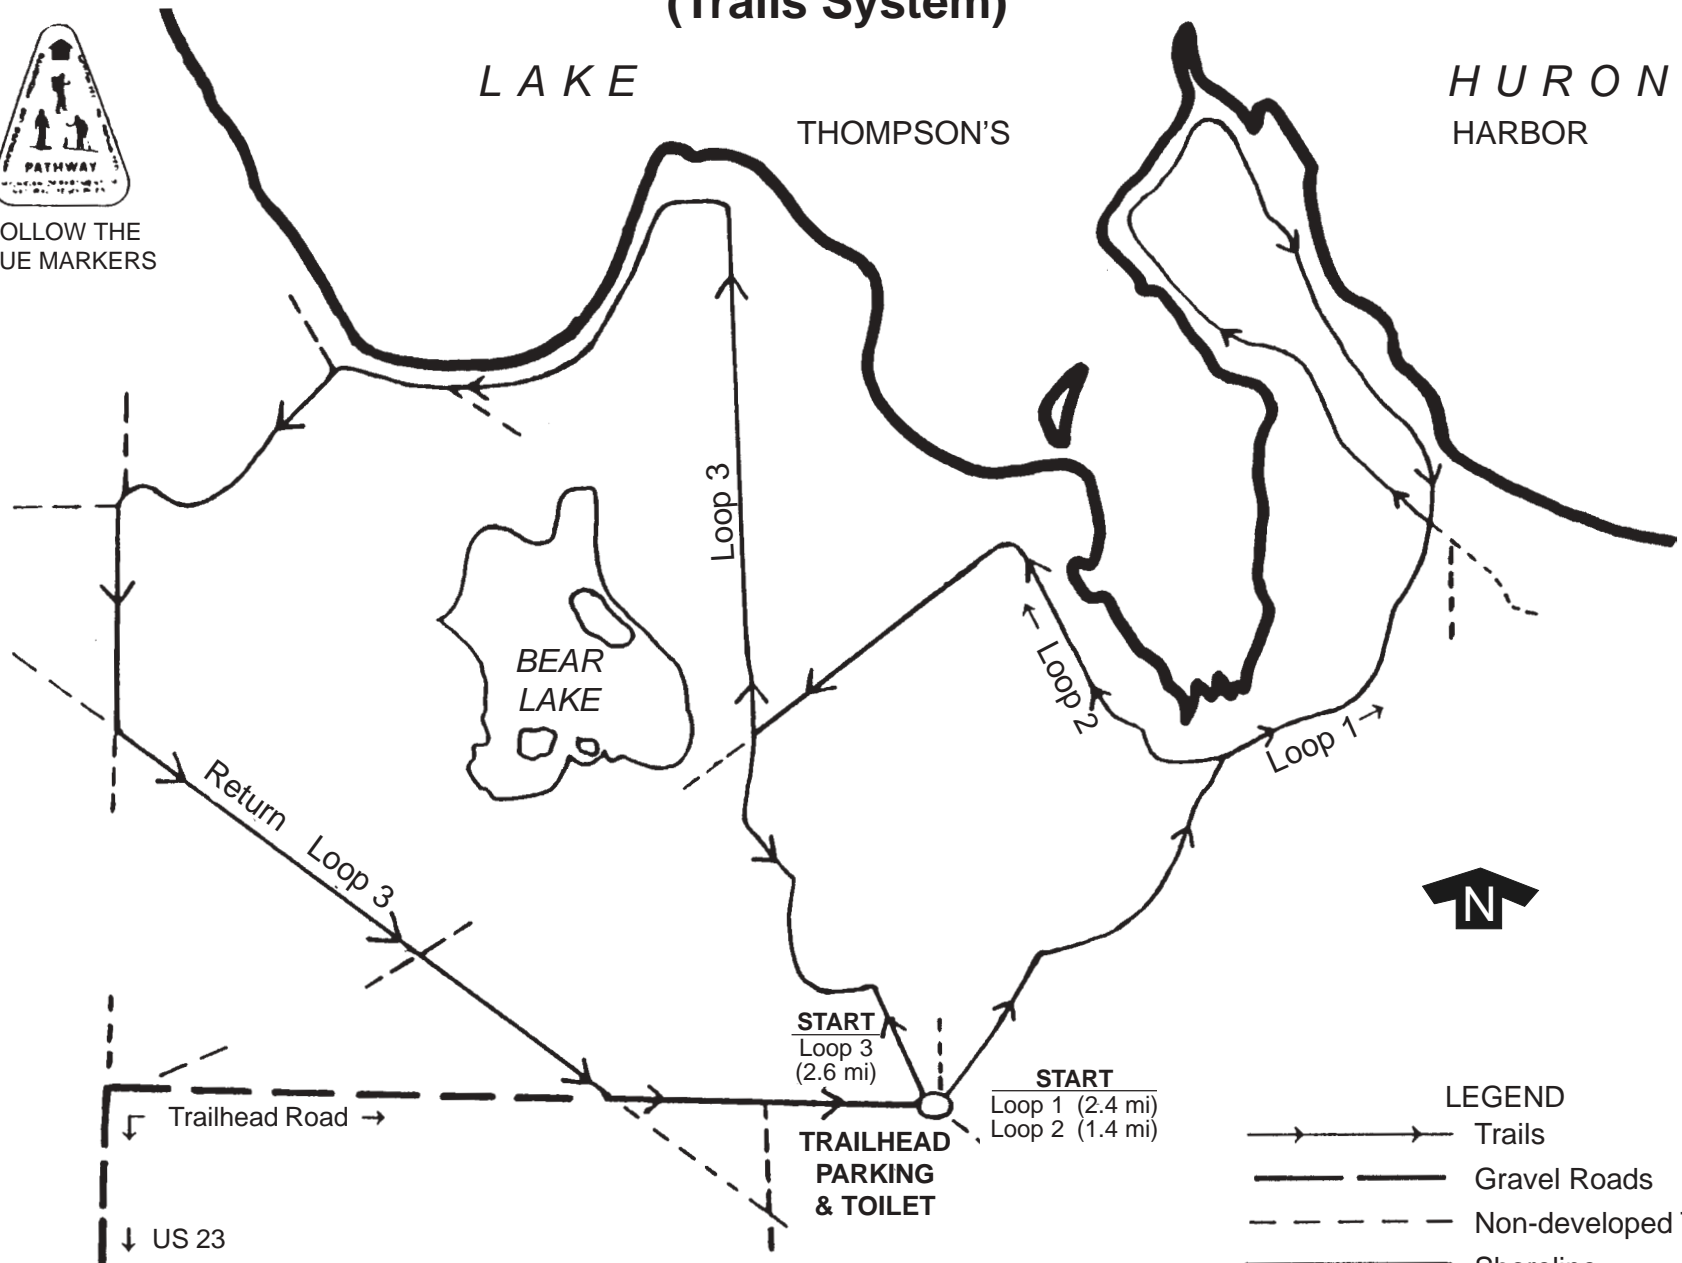 (Trails System)
LAKE
HURON
THOMPSON'S
HARBOR
PATHWAY
OLLOW THE
UE MARKERS
Loop 3
BEAR
LAKE
← Loop 2
Loop 1→
Return Loop 3
N
START
Loop 3
(2.6 mi)
START
Loop 1 (2.4 mi)
Loop 2 (1.4 mi)
Trailhead Road →
TRAILHEAD
PARKING
& TOILET
↓ US 23
LEGEND
Trails
Gravel Roads
Non-developed
Shoreline